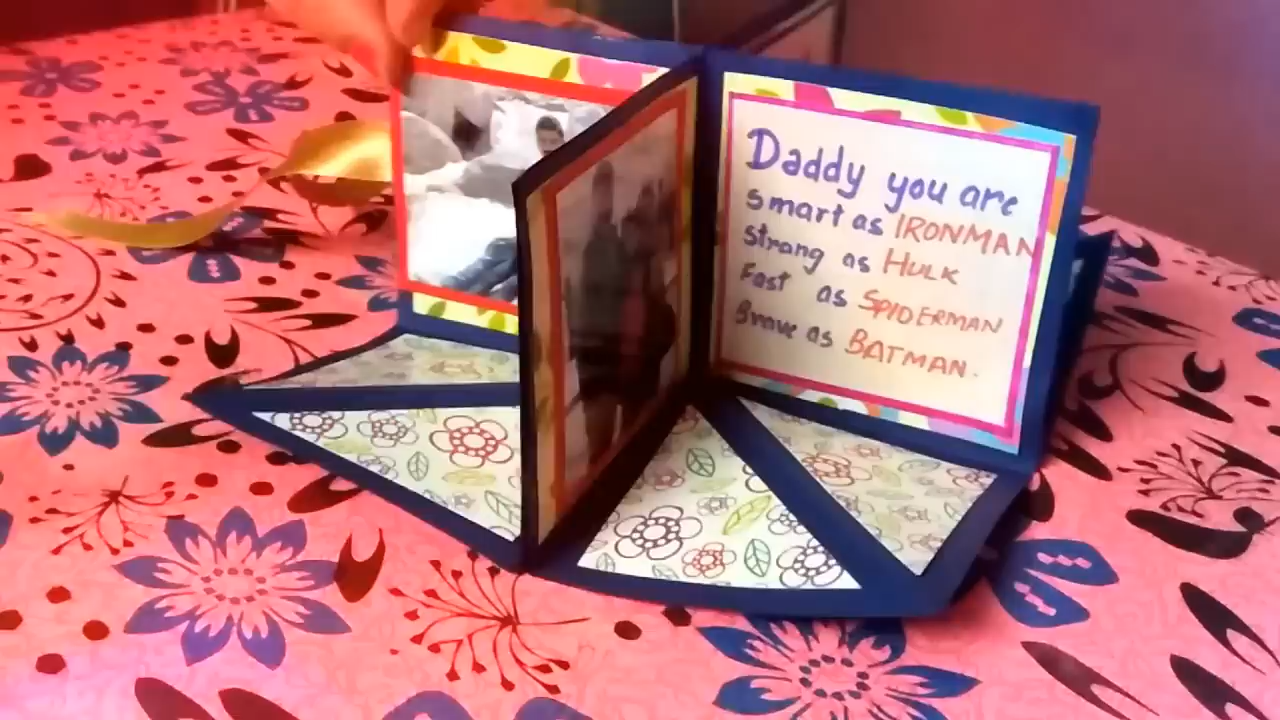 Daddy you are
smart as IRONMAN
strong as HULK
Fast as SPIDERMAN
Brave as BATMAN.